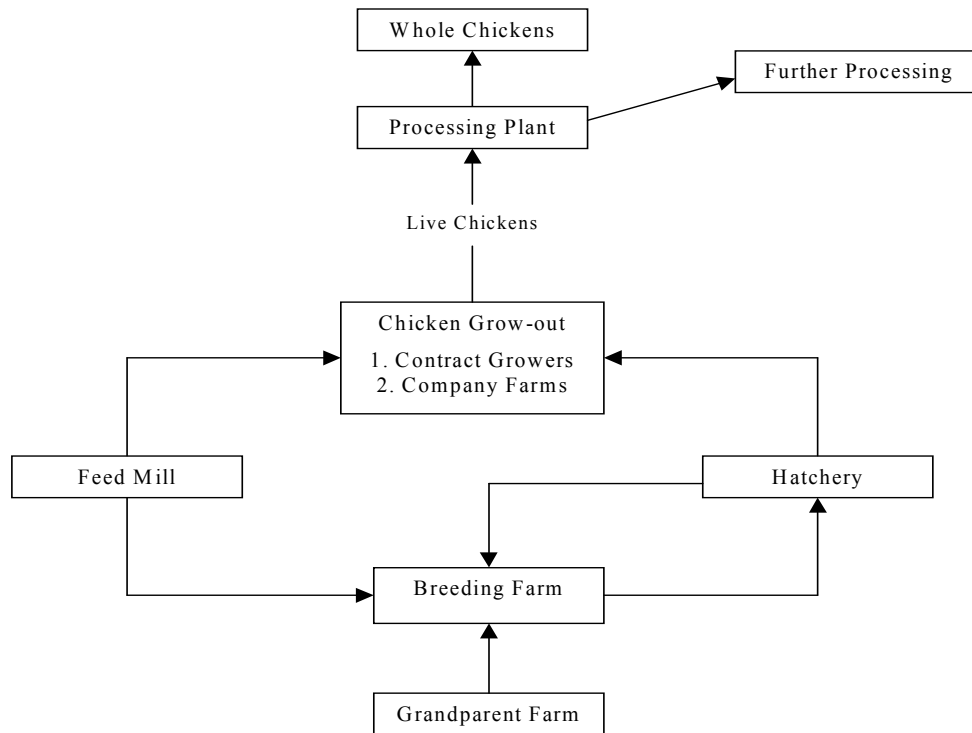 Whole Chickens
Further Processing
Processing Plant
Live Chickens
Chicken Grow-out
1. Contract Growers
2. Company Farms
Feed Mill
Hatchery
Breeding Farm
Grandparent Farm